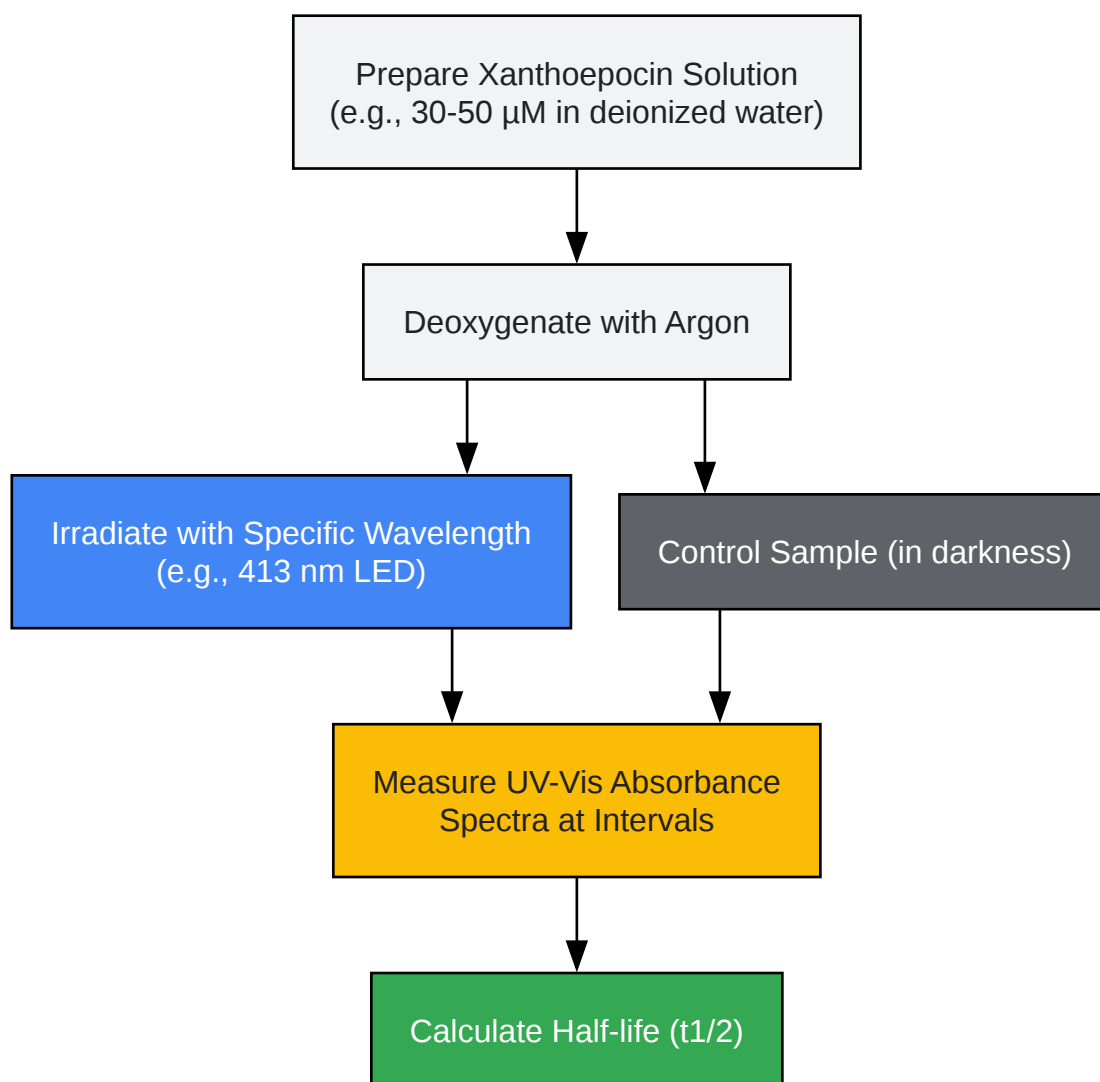 Prepare Xanthoepocin Solution
(e.g., 30-50 µM in deionized water)
Deoxygenate with Argon
Irradiate with Specific Wavelength
(e.g., 413 nm LED)
Control Sample (in darkness)
Measure UV-Vis Absorbance
Spectra at Intervals
Calculate Half-life (t1/2)